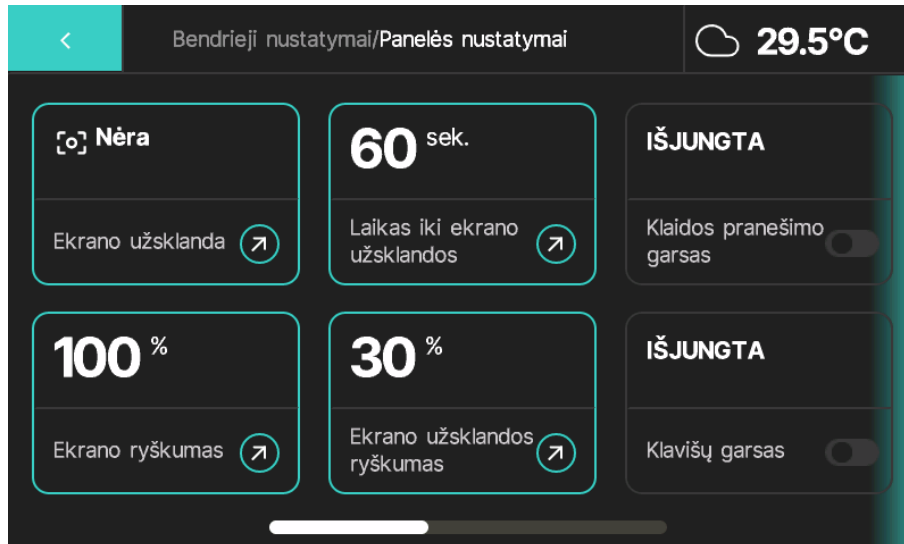 Bendrieji nustatymai/Panelės nustatymai
29.5°C
Nėra
Ekrano užsklanda
60 sek.
Laikas iki ekrano
užsklandos
IŠJUNGTA
Klaidos pranešimo
garsas
100 %
Ekrano ryškumas
30 %
Ekrano užsklandos
ryškumas
IŠJUNGTA
Klavišų garsas